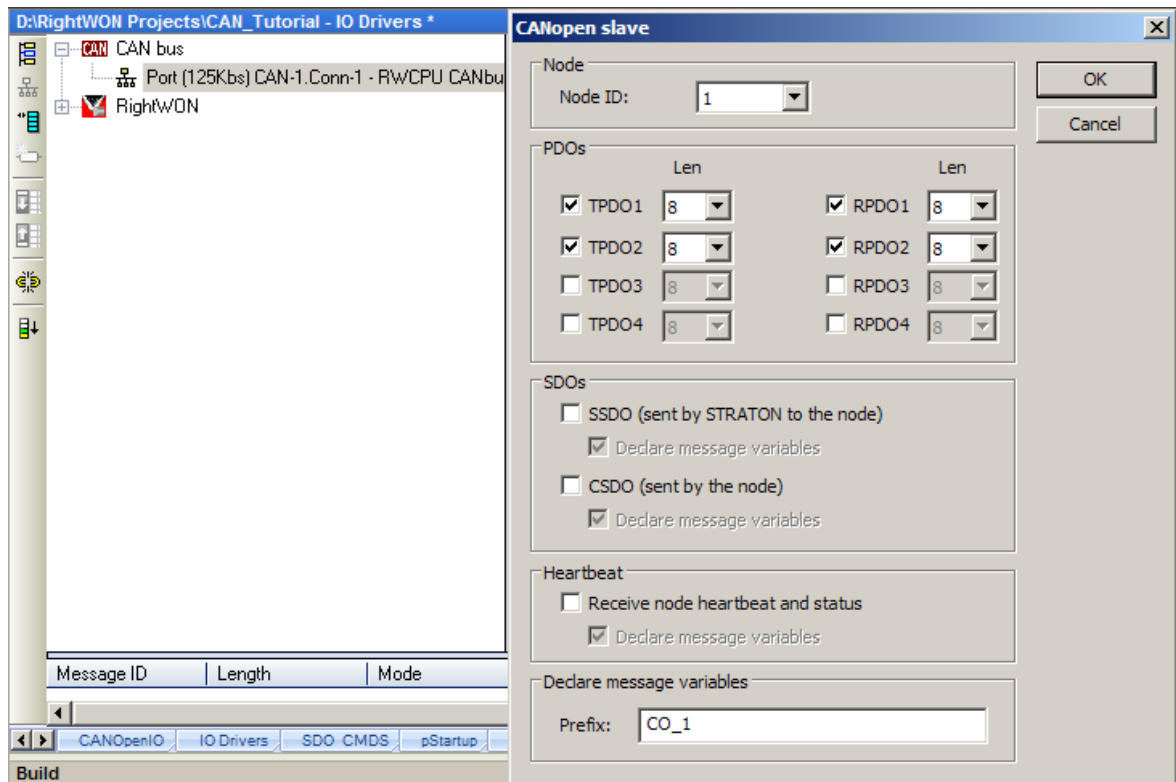 D:\RightWON Projects\CAN_Tutorial - IO Drivers *
CAN CAN bus
Port (125Kbs) CAN-1.Conn-1 - RWCPU CANbu
RightWON
Message ID Length Mode
CANOpenIO IO Drivers SDO CMDS pStartup
Build
CANopen slave
Node
Node ID: 1
OK
Cancel
PDOs
Len Len
TPDO1 8 RPDO1 8
TPDO2 8 RPDO2 8
TPDO3 8 RPDO3 8
TPDO4 8 RPDO4 8
SDOs
SSDO (sent by STRATON to the node)
Declare message variables
CSDO (sent by the node)
Declare message variables
Heartbeat
Receive node heartbeat and status
Declare message variables
Declare message variables
Prefix: CO_1